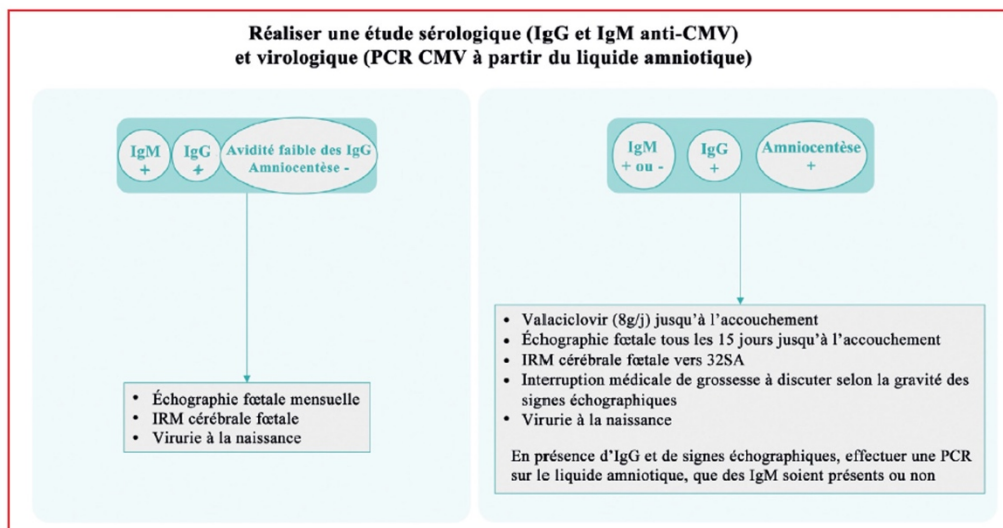 Réaliser une étude sérologique (IgG et IgM anti-CMV)
et virologique (PCR CMV à partir du liquide amniotique)
IgM
+
IgG
+
Avidité faible des IgG
Amniocentèse -
• Échographie fœtale mensuelle
• IRM cérébrale fœtale
• Virurie à la naissance
IgM
+ ou -
IgG
+
Amniocentèse
+
• Valaciclovir (8g/j) jusqu’à l’accouchement
• Échographie fœtale tous les 15 jours jusqu’à l’accouchement
• IRM cérébrale fœtale vers 32SA
• Interruption médicale de grossesse à discuter selon la gravité des
signes échographiques
• Virurie à la naissance
En présence d’IgG et de signes échographiques, effectuer une PCR
sur le liquide amniotique, que des IgM soient présents ou non